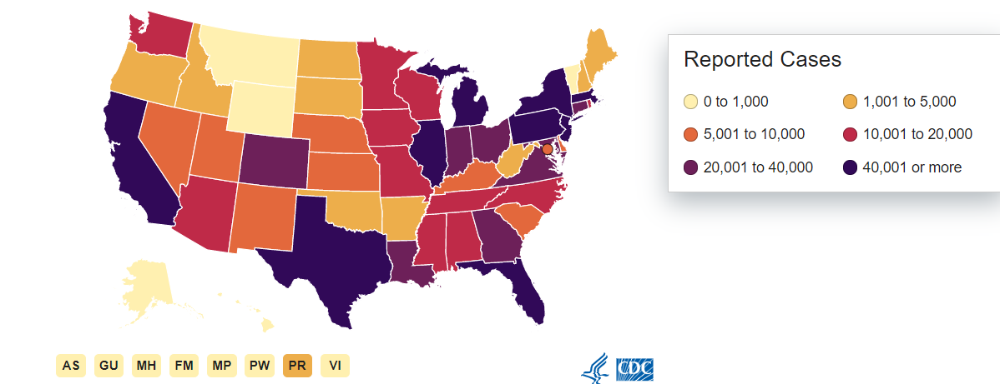 Reported Cases
0 to 1,000
1,001 to 5,000
5,001 to 10,000
10,001 to 20,000
20,001 to 40,000
40,001 or more
AS GU MH FM MP PW PR VI
CDC